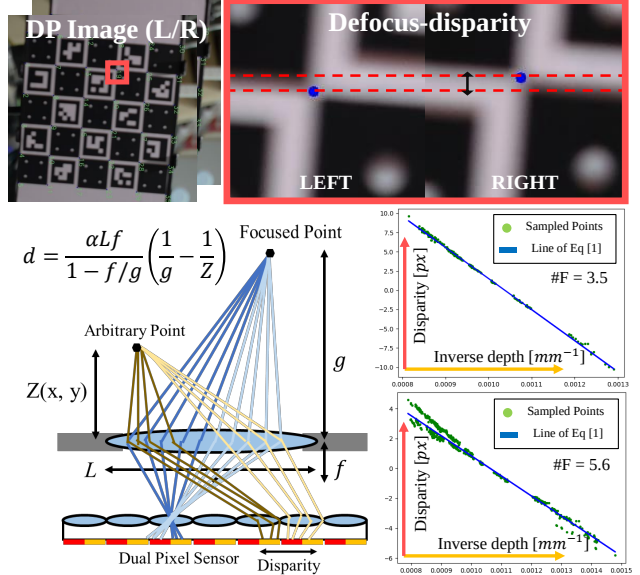 DP Image (L/R)
Defocus-disparity
LEFT
RIGHT
d = αLf / (1 − f/g) (1/g − 1/Z)
Focused Point
Arbitrary Point
Z(x, y)
g
L
f
Dual Pixel Sensor
Disparity
10.0
7.5
5.0
2.5
0.0
-2.5
-5.0
-7.5
-10.0
Disparity [px]
Sampled Points
Line of Eq [1]
#F = 3.5
Inverse depth [mm⁻¹]
0.0008 0.0009 0.0010 0.0011 0.0012 0.0013
4
2
0
-2
-4
-6
Disparity [px]
Sampled Points
Line of Eq [1]
#F = 5.6
Inverse depth [mm⁻¹]
0.0008 0.0009 0.0010 0.0011 0.0012 0.0013 0.0014 0.0015